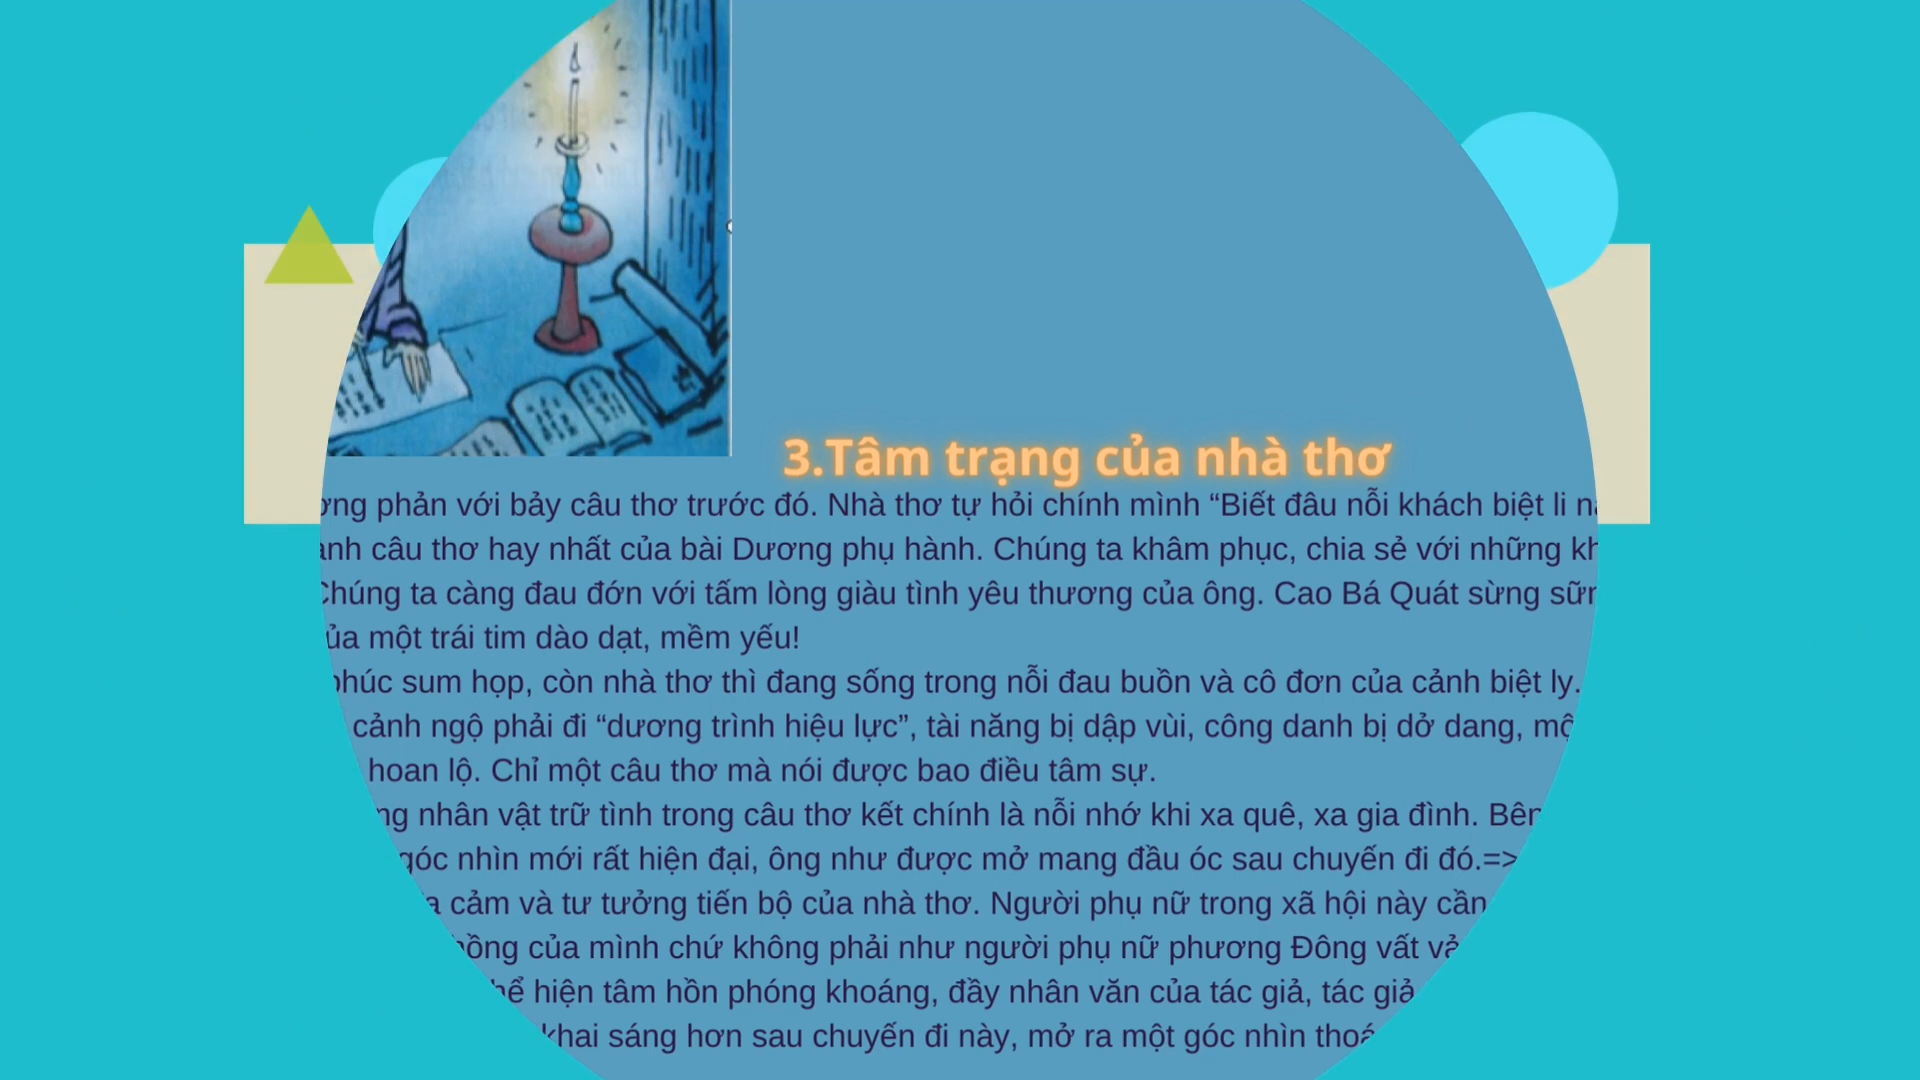 3.Tâm trạng của nhà thơ
phản với bảy câu thơ trước đó. Nhà thơ tự hỏi chính mình “Biết đâu nỗi khách biệt li
câu thơ hay nhất của bài Dương phụ hành. Chúng ta khâm phục, chia sẻ với những
Chúng ta càng đau đớn với tấm lòng giàu tình yêu thương của ông. Cao Bá Quát sừng
một trái tim dào dạt, mềm yếu!
phúc sum họp, còn nhà thơ thì đang sống trong nỗi đau buồn và cô đơn của cảnh biệt ly.
cảnh ngộ phải đi “dương trình hiệu lực”, tài năng bị dập vùi, công danh bị dở dang,
hoan lộ. Chỉ một câu thơ mà nói được bao điều tâm sự.
nhân vật trữ tình trong câu thơ kết chính là nỗi nhớ khi xa quê, xa gia đình. Bên
góc nhìn mới rất hiện đại, ông như được mở mang đầu óc sau chuyến đi đó.=>
cảm và tư tưởng tiến bộ của nhà thơ. Người phụ nữ trong xã hội này cần
của mình chứ không phải như người phụ nữ phương Đông vất vả
hiện tâm hồn phóng khoáng, đầy nhân văn của tác giả, tác giả
khai sáng hơn sau chuyến đi này, mở ra một góc nhìn